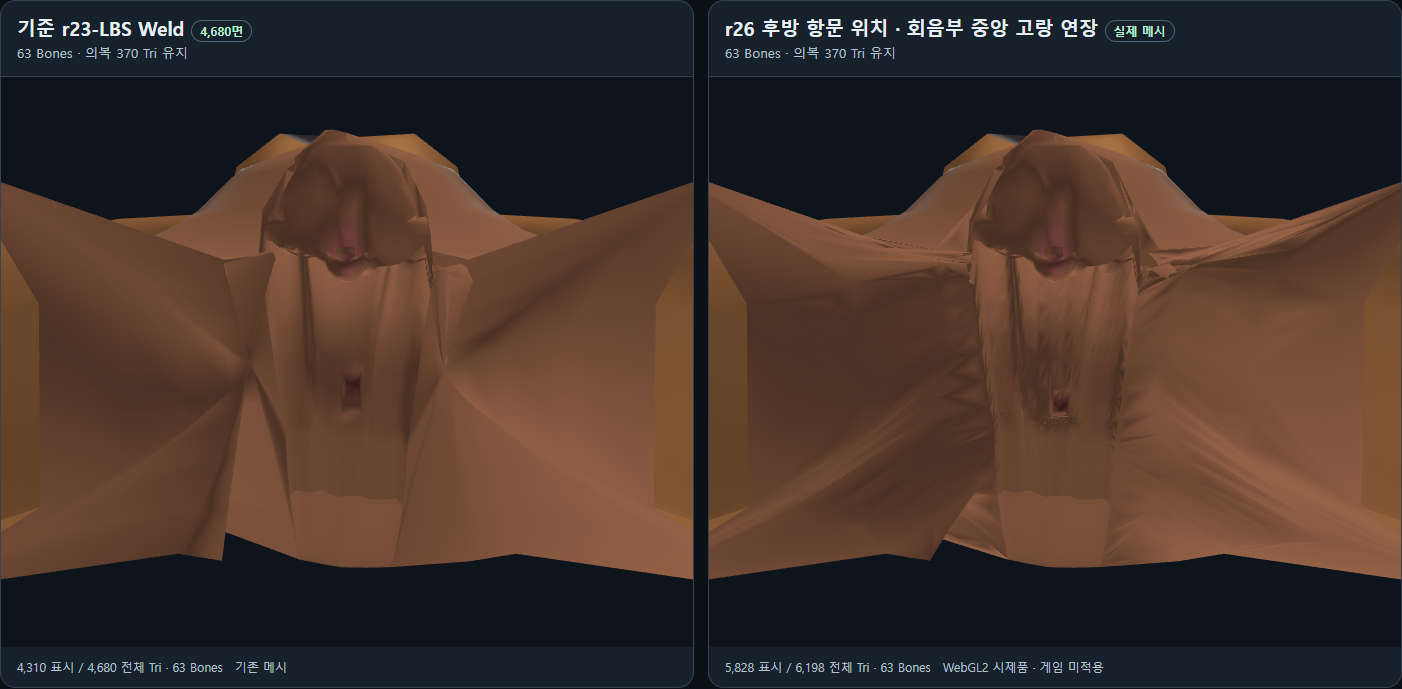 기준 r23-LBS Weld 4,680면
63 Bones · 의복 370 Tri 유지
r26 후방 항문 위치 · 회음부 중앙 고랑 연장 실제 메시
63 Bones · 의복 370 Tri 유지
4,310 표시 / 4,680 전체 Tri · 63 Bones 기존 메시
5,828 표시 / 6,198 전체 Tri · 63 Bones WebGL2 시제품 · 게임 미적용